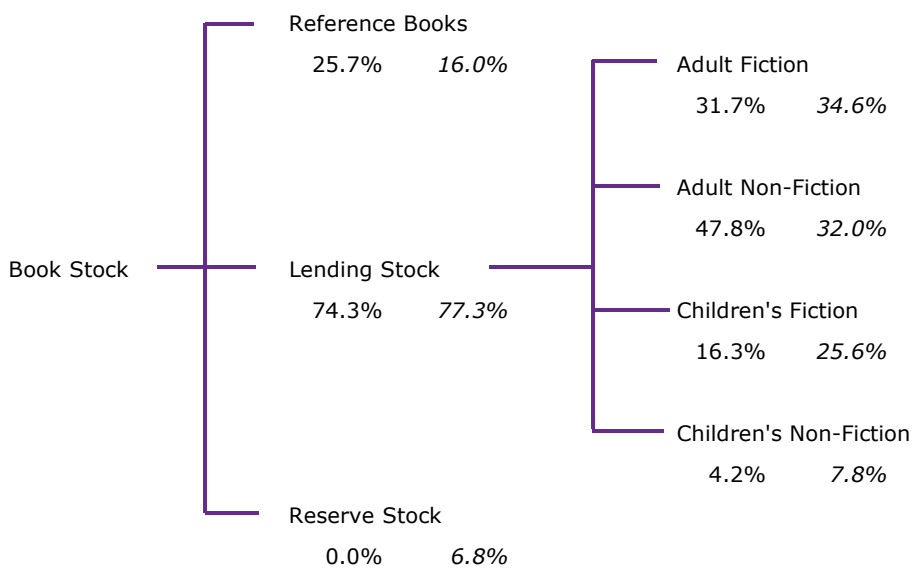 Reference Books
25.7% 16.0%
Adult Fiction
31.7% 34.6%
Adult Non-Fiction
47.8% 32.0%
Book Stock
Lending Stock
74.3% 77.3%
Children's Fiction
16.3% 25.6%
Children's Non-Fiction
4.2% 7.8%
Reserve Stock
0.0% 6.8%